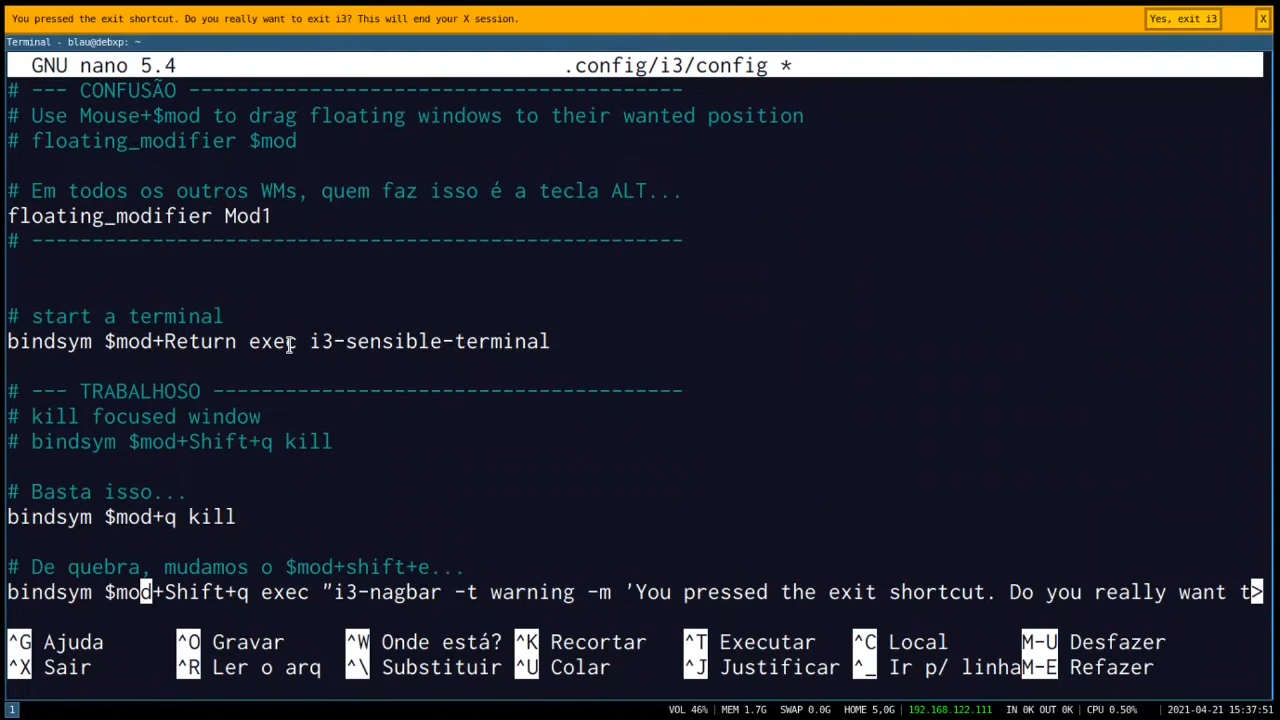 You pressed the exit shortcut. Do you really want to exit i3? This will end your X session. Yes, exit i3 X
Terminal - blau@debxp: ~
GNU nano 5.4 .config/i3/config *
# --- CONFUSÃO ---------------------------------------
# Use Mouse+$mod to drag floating windows to their wanted position
# floating_modifier $mod
# Em todos os outros WMs, quem faz isso é a tecla ALT...
floating_modifier Mod1
# ------------------------------------------------------
# start a terminal
bindsym $mod+Return exec i3-sensible-terminal
# --- TRABALHOSO ---------------------------------------
# kill focused window
# bindsym $mod+Shift+q kill
# Basta isso...
bindsym $mod+q kill
# De quebra, mudamos o $mod+shift+e...
bindsym $mod+Shift+q exec "i3-nagbar -t warning -m 'You pressed the exit shortcut. Do you really want t>
^G Ajuda ^O Gravar ^W Onde está? ^K Recortar ^T Executar ^C Local M-U Desfazer
^X Sair ^R Ler o arq ^\ Substituir ^U Colar ^J Justificar ^_ Ir p/ linha M-E Refazer
1 VOL 46% | MEM 1.7G SWAP 0.0G HOME 5,0G | 192.168.122.111 IN 0K OUT 0K | CPU 0.50% | 2021-04-21 15:37:51